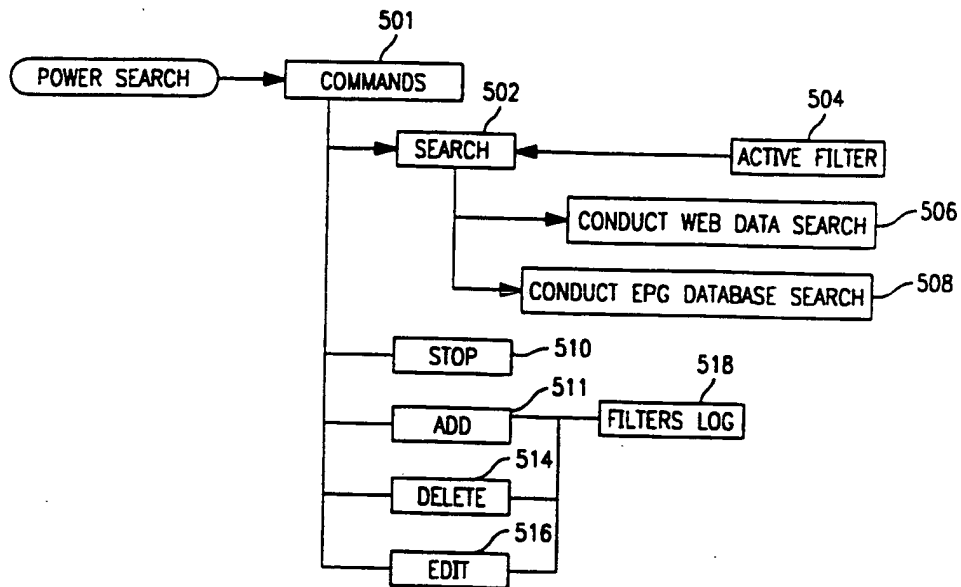 501
POWER SEARCH
COMMANDS
502
504
SEARCH
ACTIVE FILTER
CONDUCT WEB DATA SEARCH
506
CONDUCT EPG DATABASE SEARCH
508
STOP
510
518
511
ADD
FILTERS LOG
514
DELETE
516
EDIT